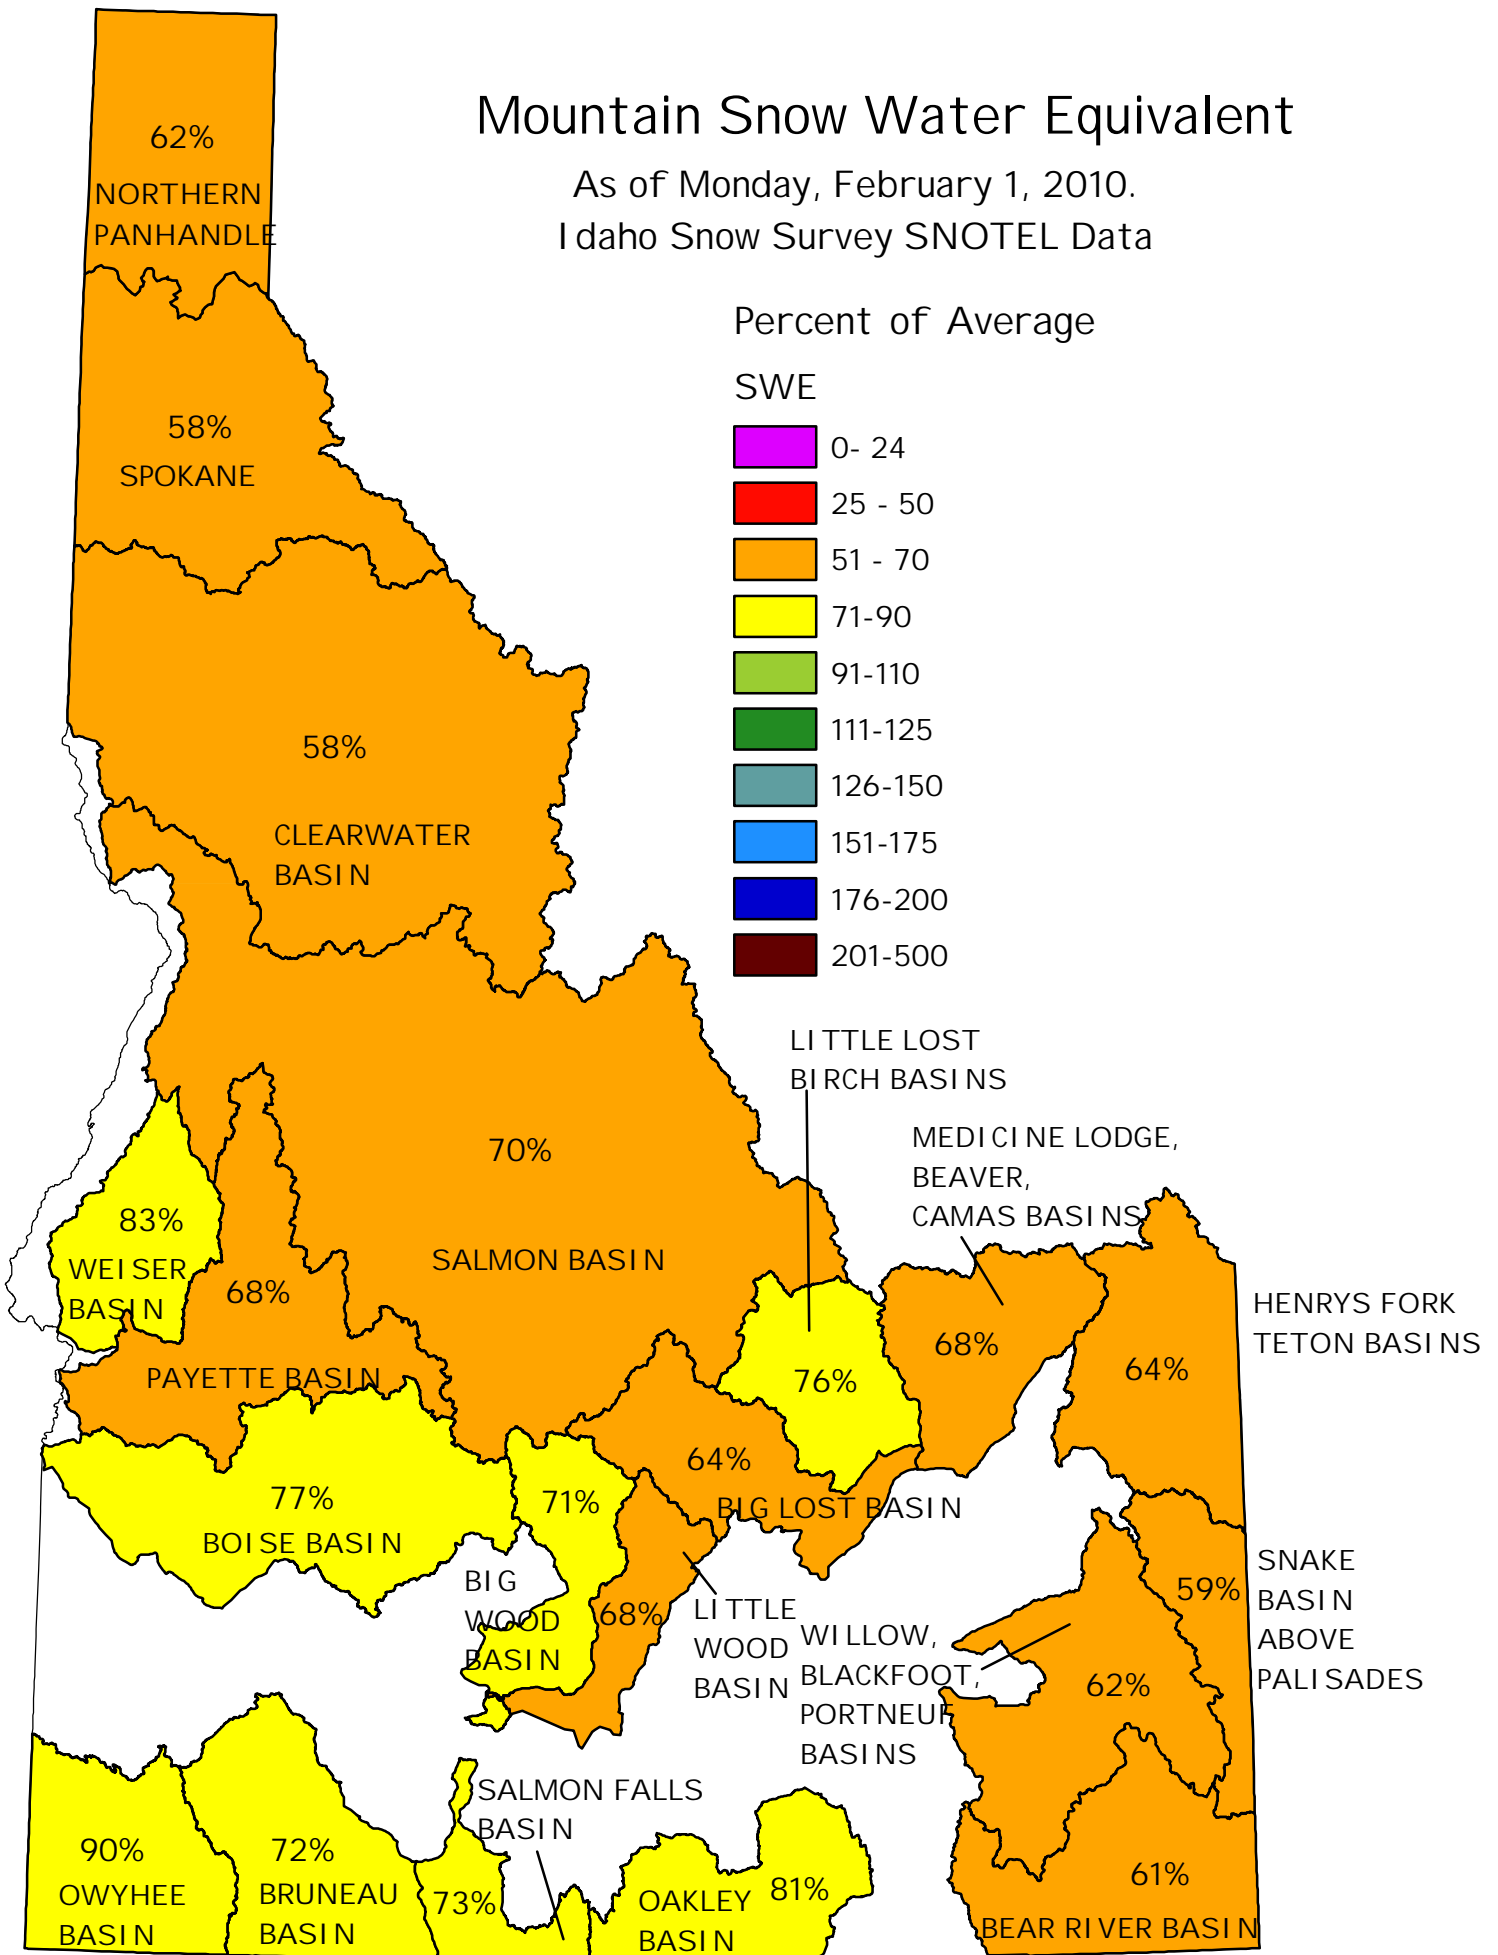 Mountain Snow Water Equivalent
As of Monday, February 1, 2010.
Idaho Snow Survey SNOTEL Data
Percent of Average
SWE
0- 24
25 - 50
51 - 70
71-90
91-110
111-125
126-150
151-175
176-200
201-500
62%
NORTHERN
PANHANDLE
58%
SPOKANE
58%
CLEARWATER
BASIN
70%
SALMON BASIN
LITTLE LOST
BIRCH BASINS
76%
MEDICINE LODGE,
BEAVER,
CAMAS BASINS
68%
83%
WEISER
BASIN
68%
PAYETTE BASIN
HENRYS FORK
TETON BASINS
64%
64%
BIG LOST BASIN
77%
BOISE BASIN
71%
BIG
WOOD
BASIN
68%
LITTLE
WOOD
BASIN
WILLOW,
BLACKFOOT,
PORTNEUF
BASINS
62%
59%
SNAKE
BASIN
ABOVE
PALISADES
90%
OWYHEE
BASIN
72%
BRUNEAU
BASIN
SALMON FALLS
BASIN
73%
OAKLEY
BASIN
81%
61%
BEAR RIVER BASIN